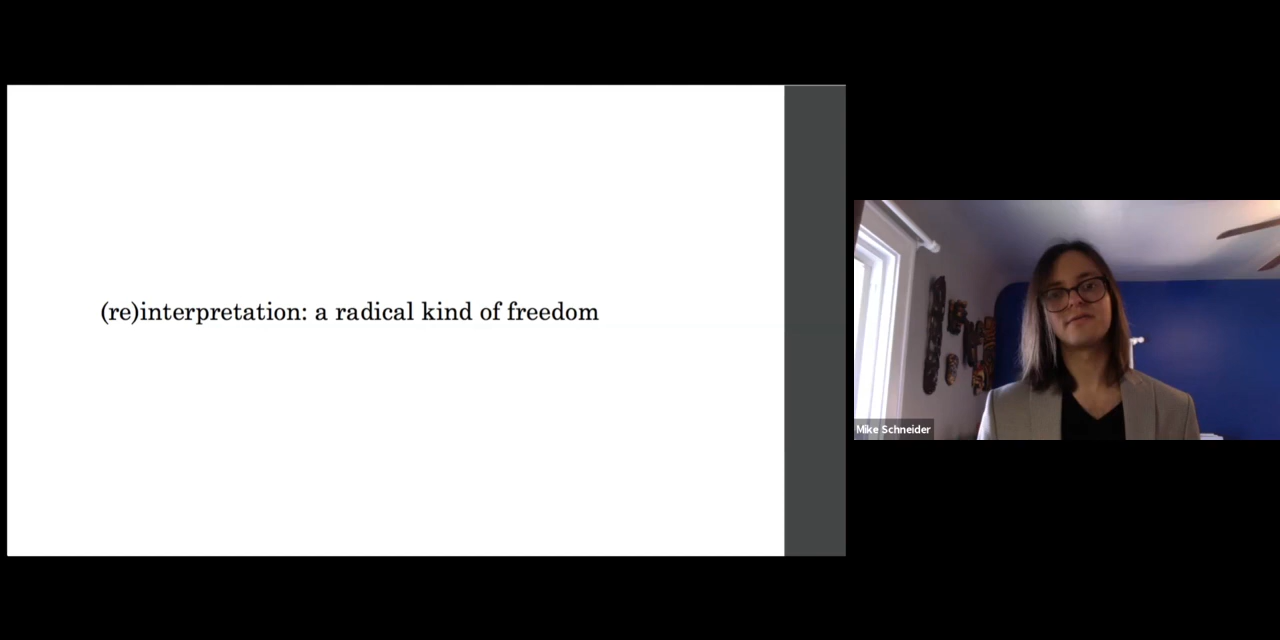 (re)interpretation: a radical kind of freedom
Mike Schneider